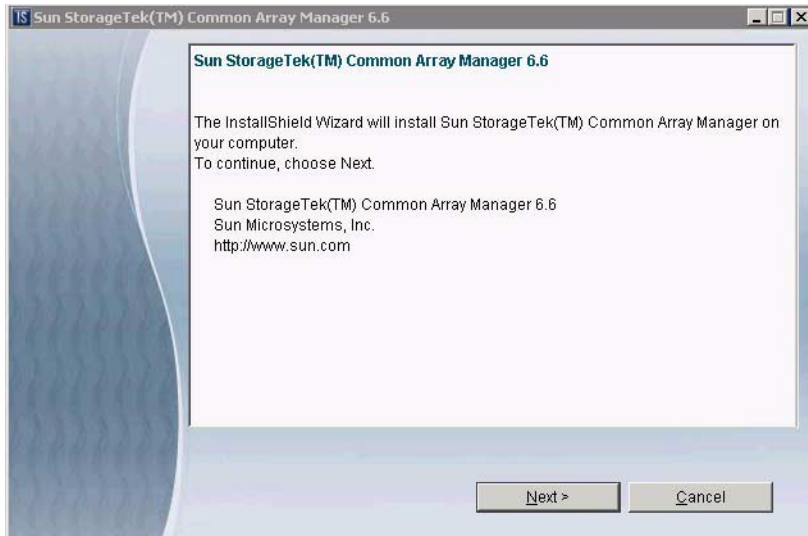 IS Sun StorageTek(TM) Common Array Manager 6.6
Sun StorageTek(TM) Common Array Manager 6.6
The InstallShield Wizard will install Sun StorageTek(TM) Common Array Manager on
your computer.
To continue, choose Next.
Sun StorageTek(TM) Common Array Manager 6.6
Sun Microsystems, Inc.
http://www.sun.com
Next >
Cancel